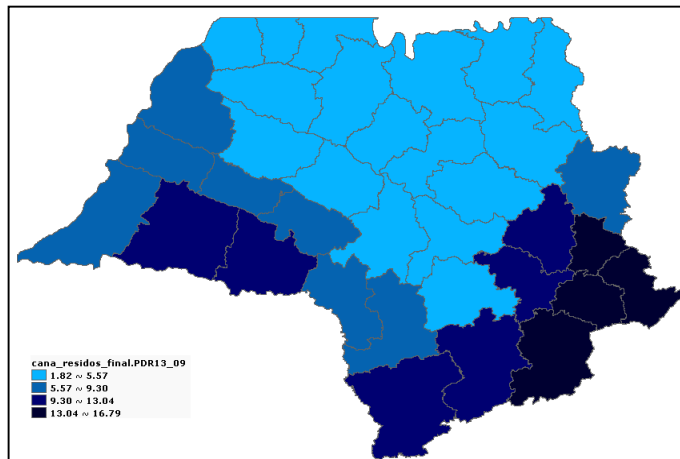 cana_residos_final.PDR13_09
1.82 ~ 5.57
5.57 ~ 9.30
9.30 ~ 13.04
13.04 ~ 16.79